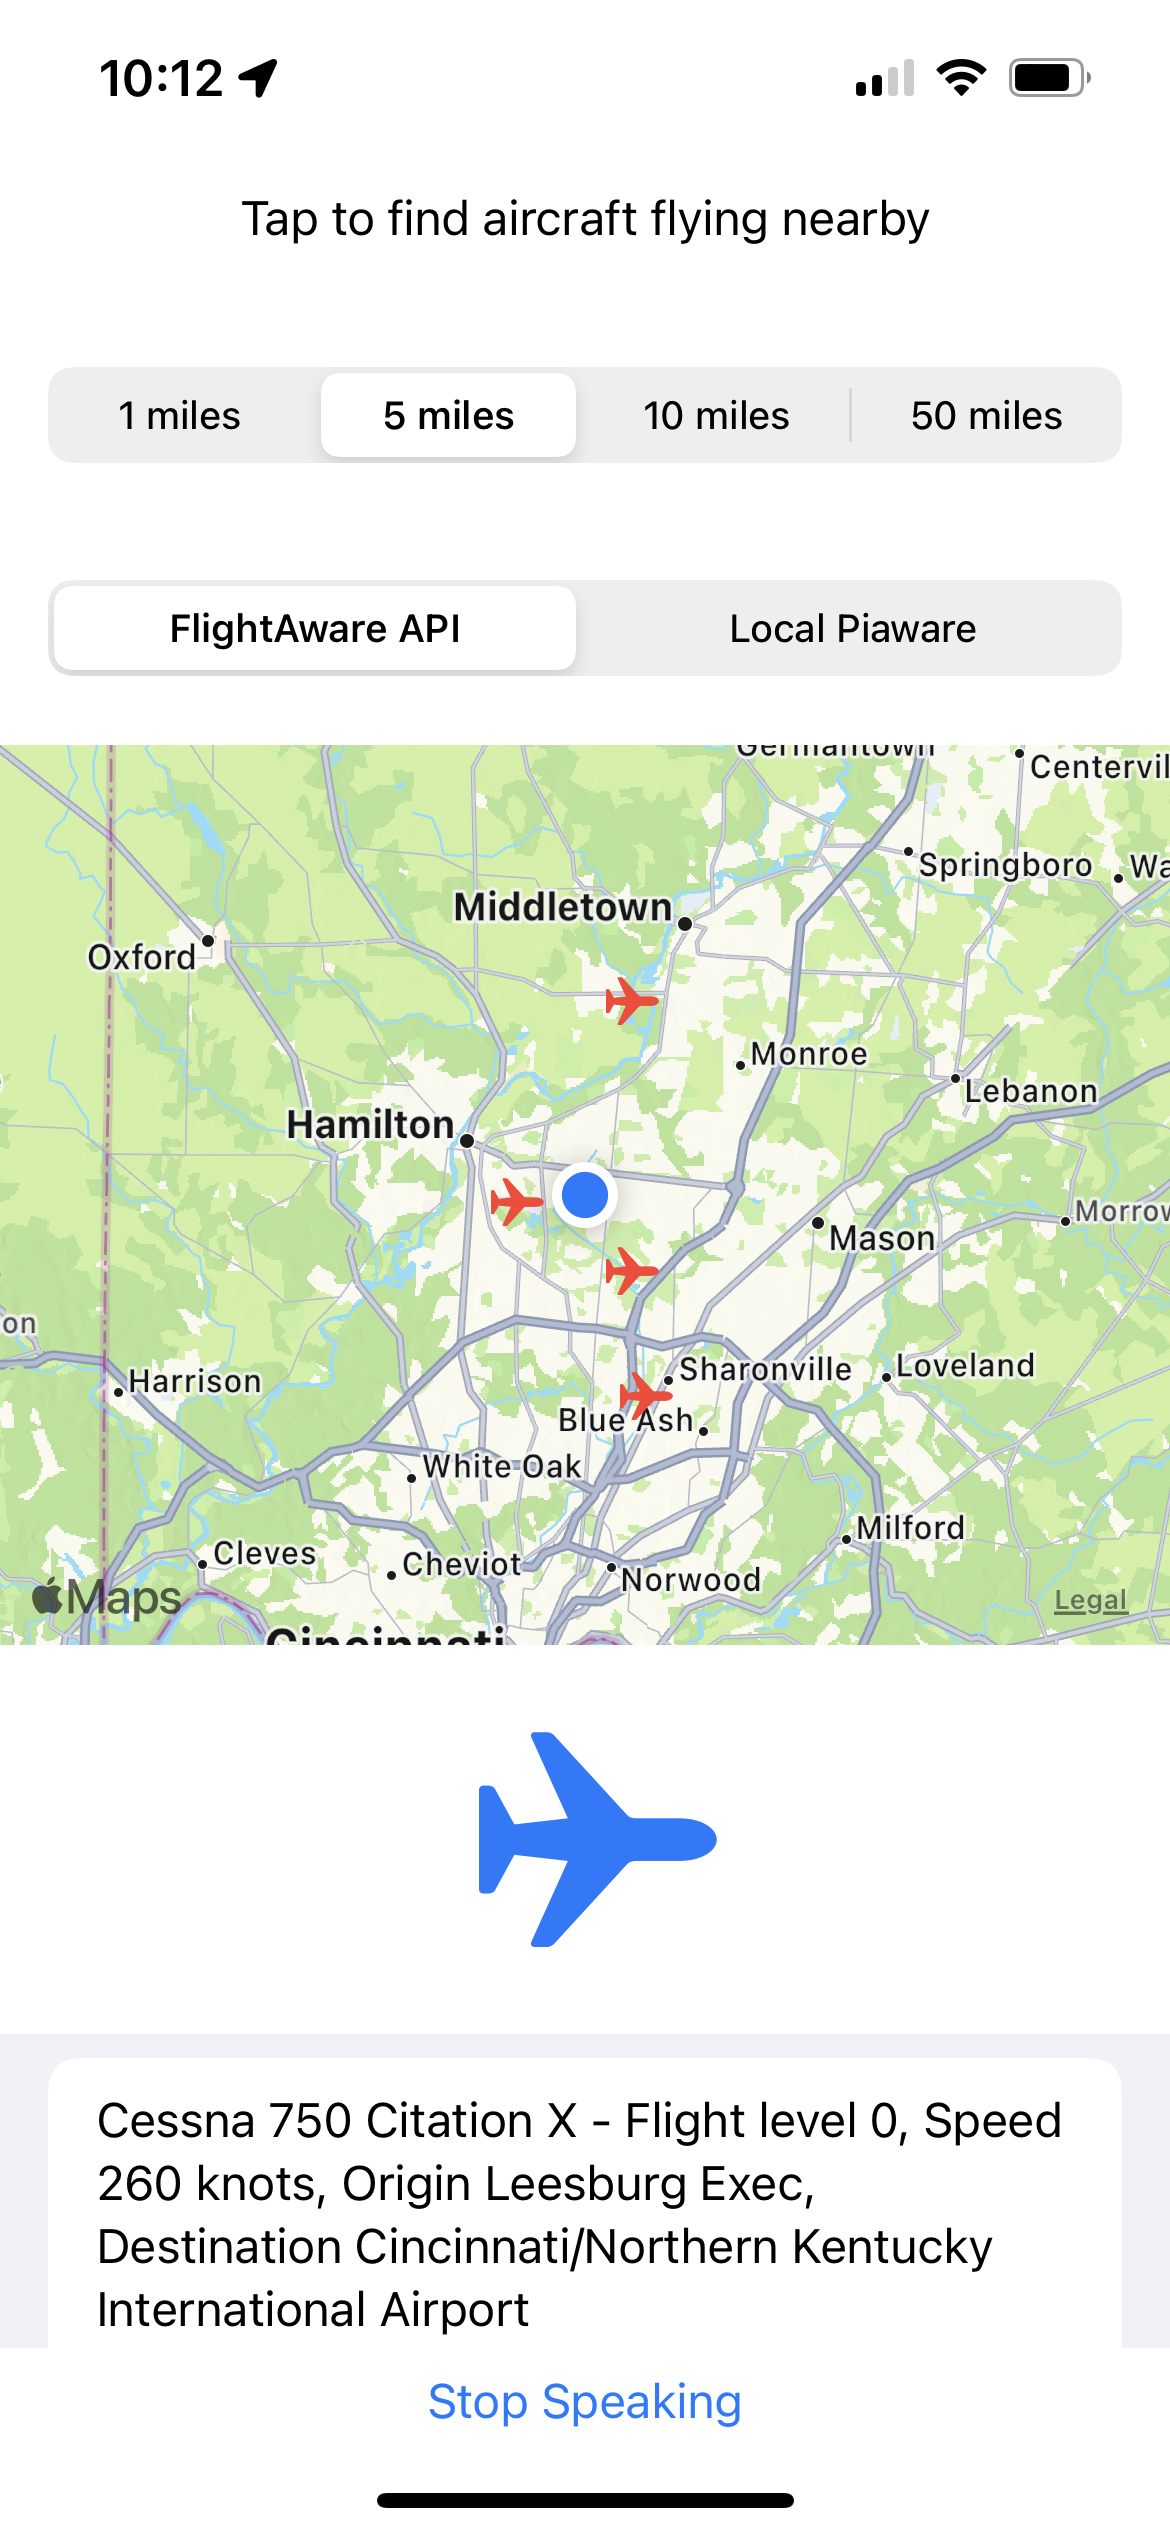 10:12
Tap to find aircraft flying nearby
1 miles 5 miles 10 miles 50 miles
FlightAware API Local Piaware
Germantown
Centervil
Springboro
Wa
Middletown
Oxford
Monroe
Lebanon
Hamilton
Morrow
Mason
on
Harrison
Sharonville
Loveland
Blue Ash
White Oak
Milford
Cleves
Cheviot
Norwood
Maps
Legal
Cincinnati
Cessna 750 Citation X - Flight level 0, Speed
260 knots, Origin Leesburg Exec,
Destination Cincinnati/Northern Kentucky
International Airport
Stop Speaking